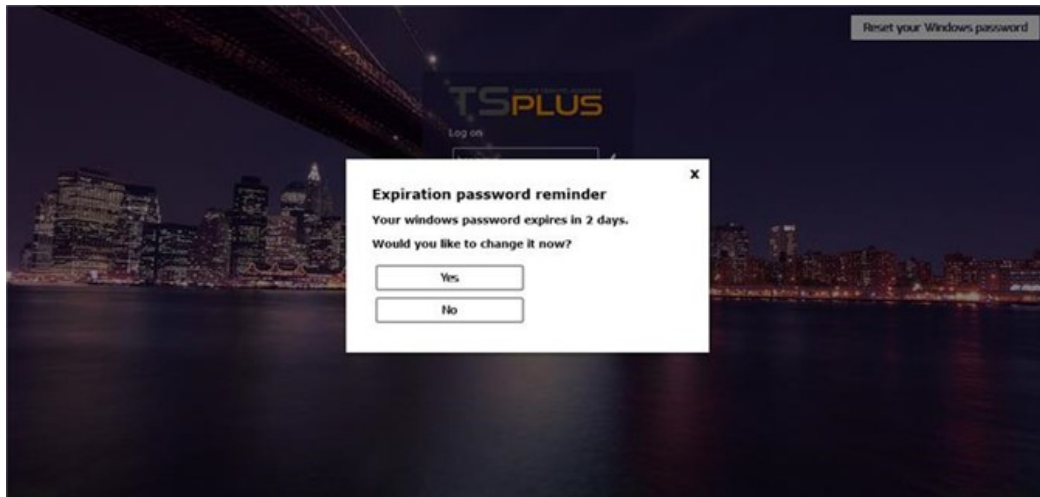 Reset your Windows password
TSPLUS
Log on
x
Expiration password reminder
Your windows password expires in 2 days.
Would you like to change it now?
Yes
No